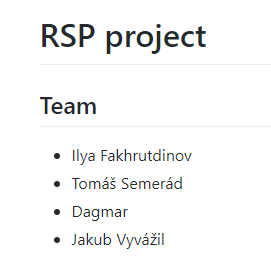 RSP project
Team
Ilya Fakhrutdinov
Tomáš Semerád
Dagmar
Jakub Vyvážil